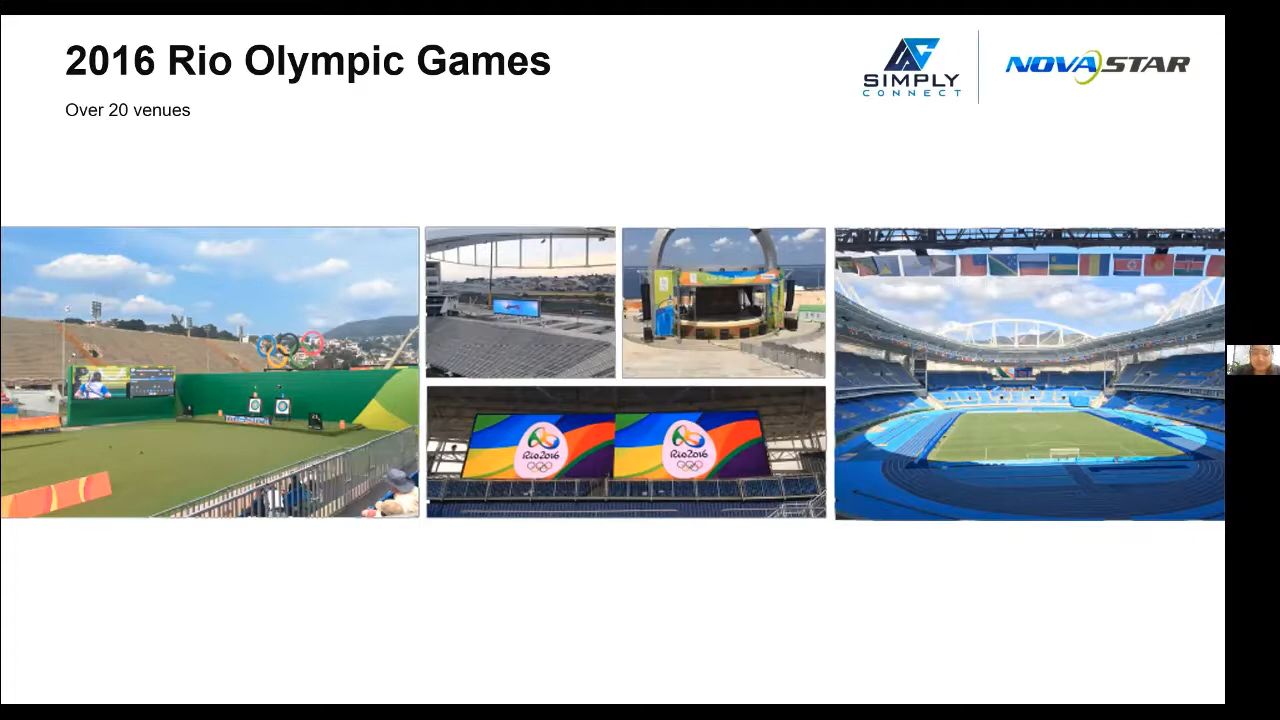 2016 Rio Olympic Games
Over 20 venues
SIMPLY
CONNECT
NOVASTAR
Rio2016
Rio2016